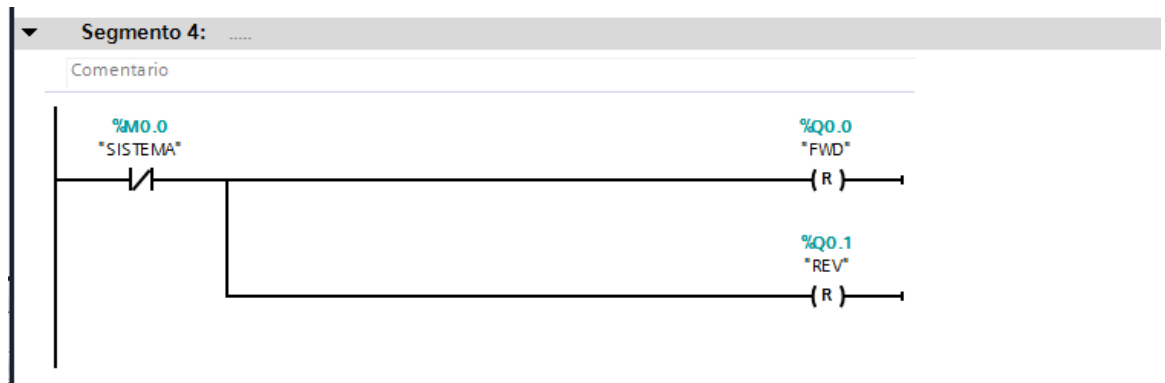 Segmento 4: .....
Comentario
%M0.0
"SISTEMA"
%Q0.0
"FWD"
R
%Q0.1
"REV"
R